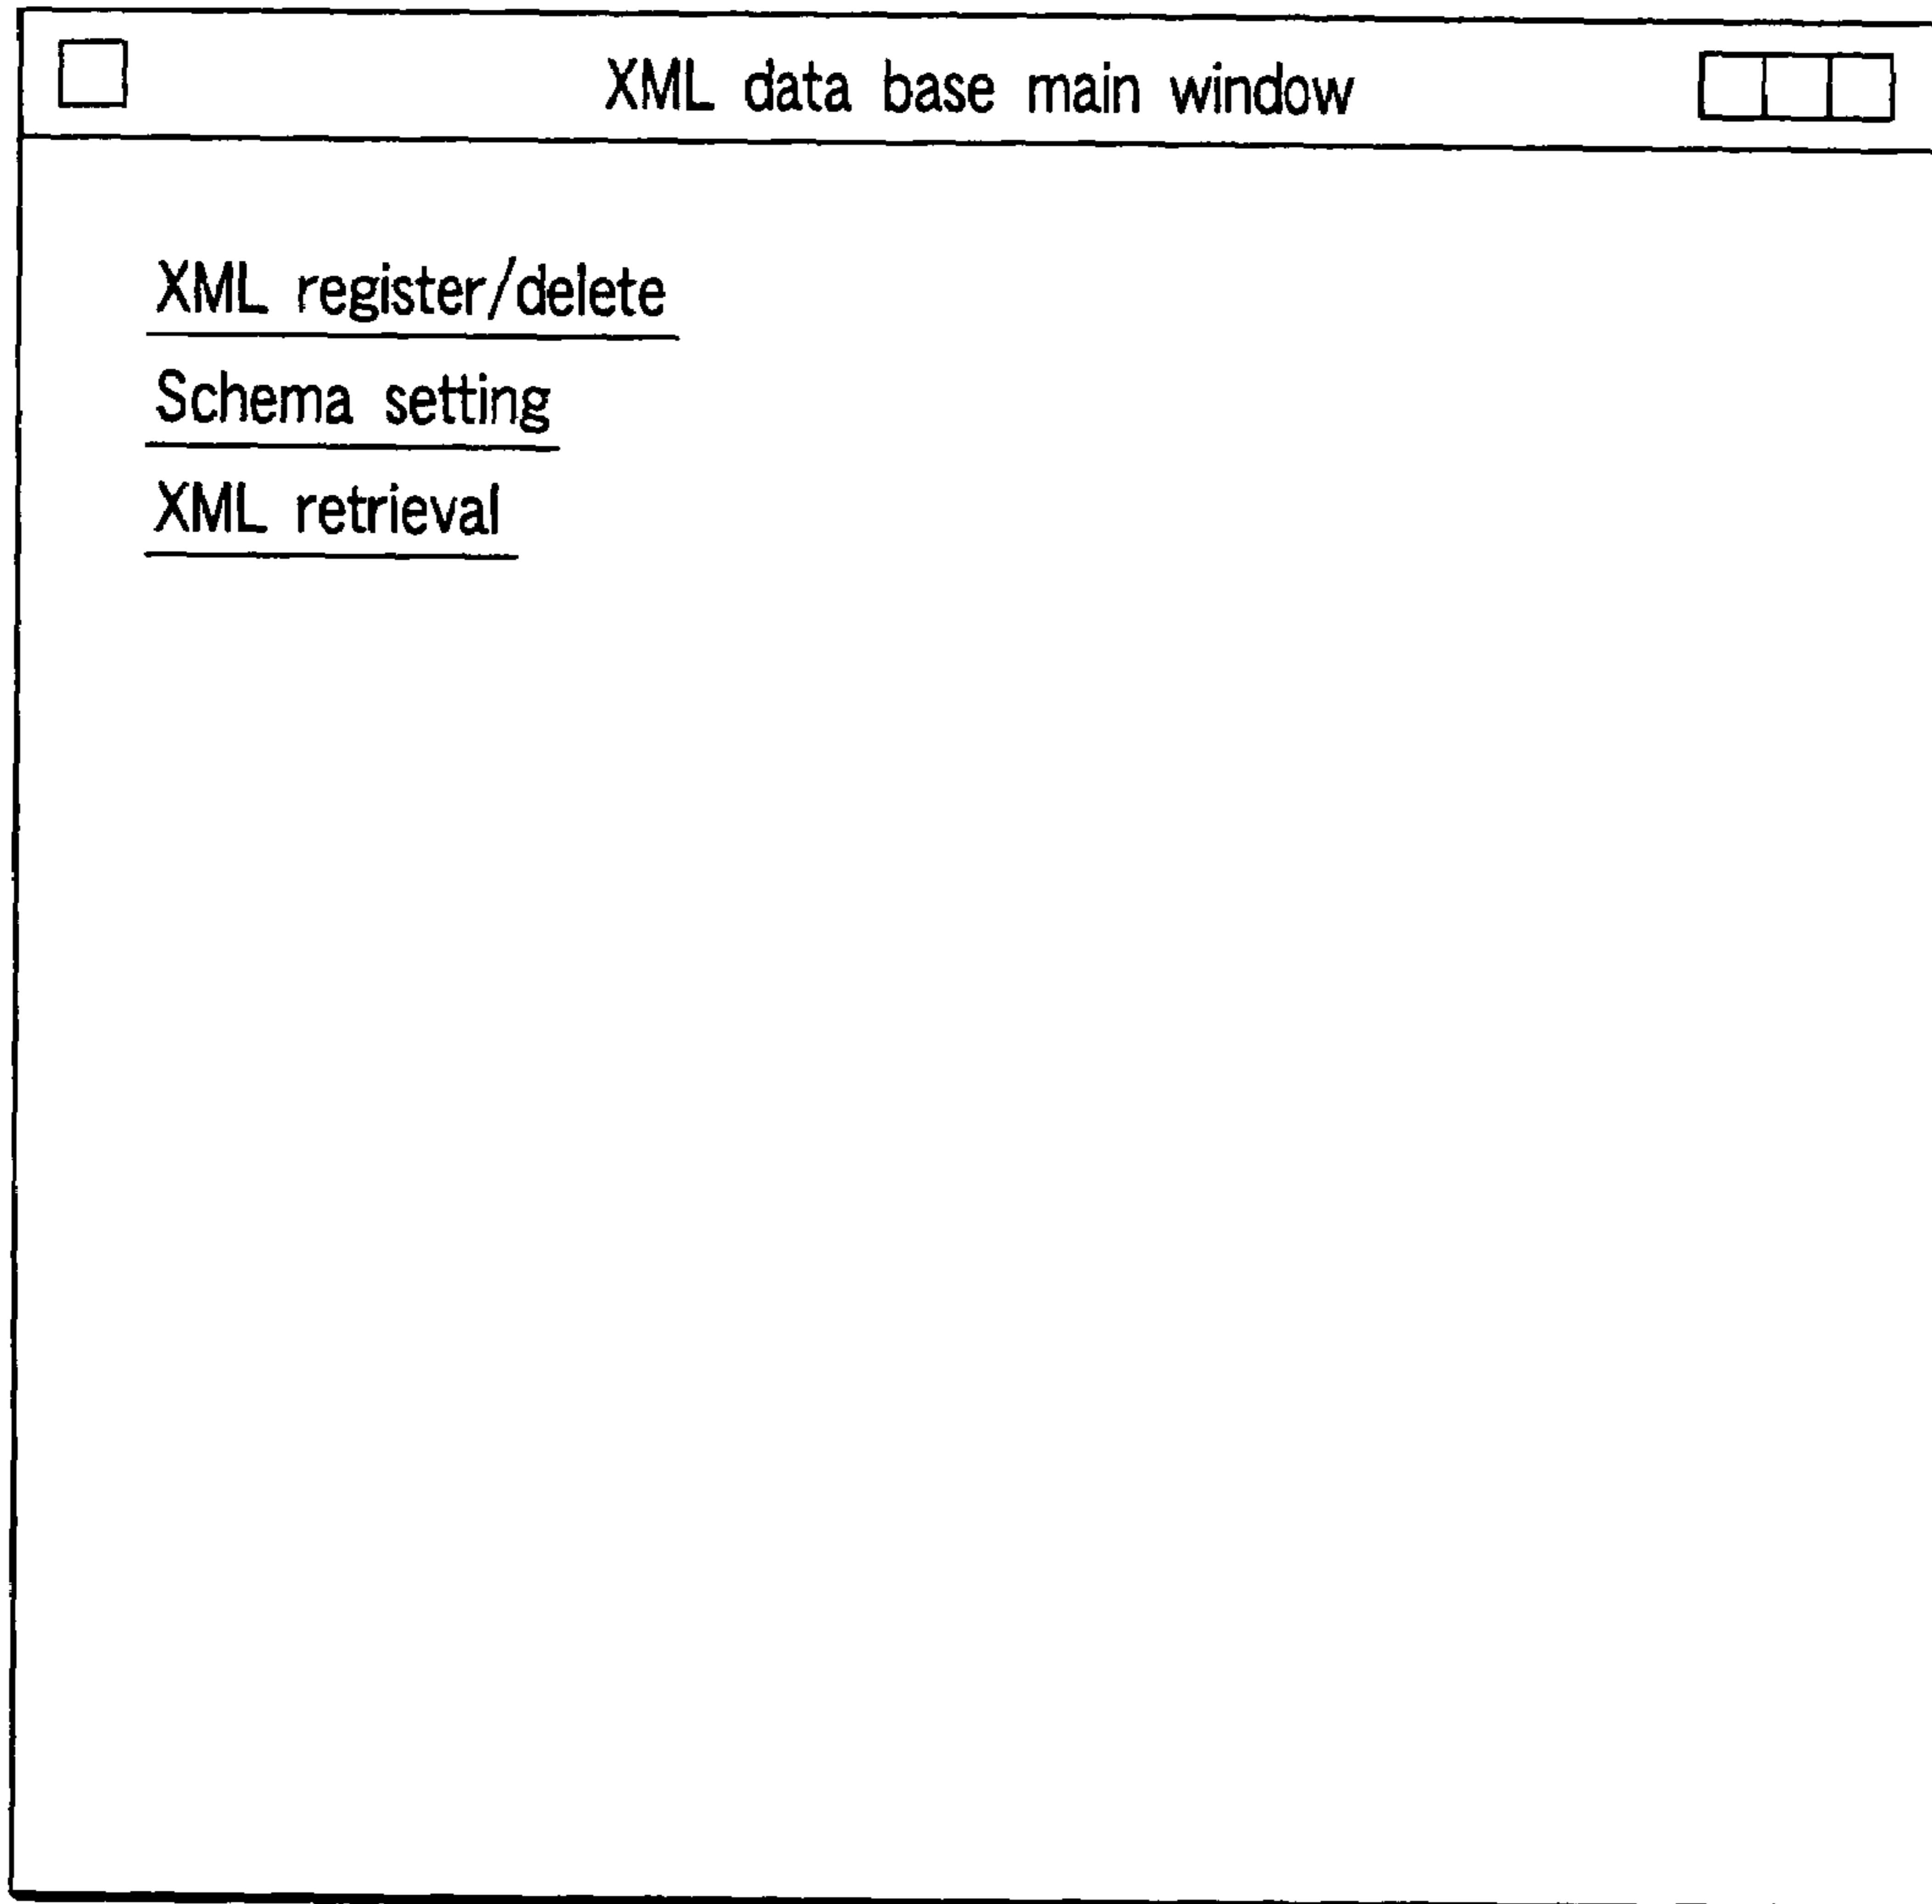 XML data base main window
XML register/delete
Schema setting
XML retrieval